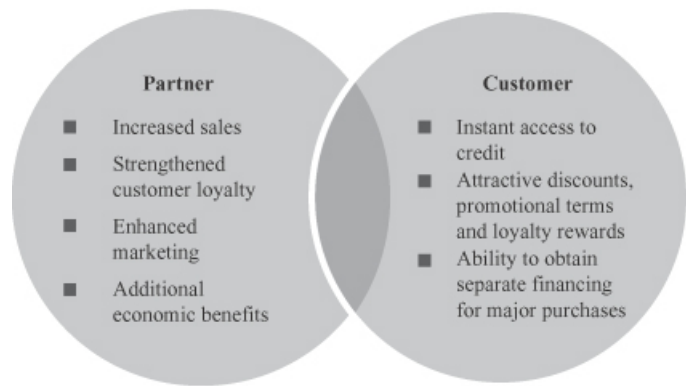 Partner
■ Increased sales
■ Strengthened
customer loyalty
■ Enhanced
marketing
■ Additional
economic benefits
Customer
■ Instant access to
credit
■ Attractive discounts,
promotional terms
and loyalty rewards
■ Ability to obtain
separate financing
for major purchases